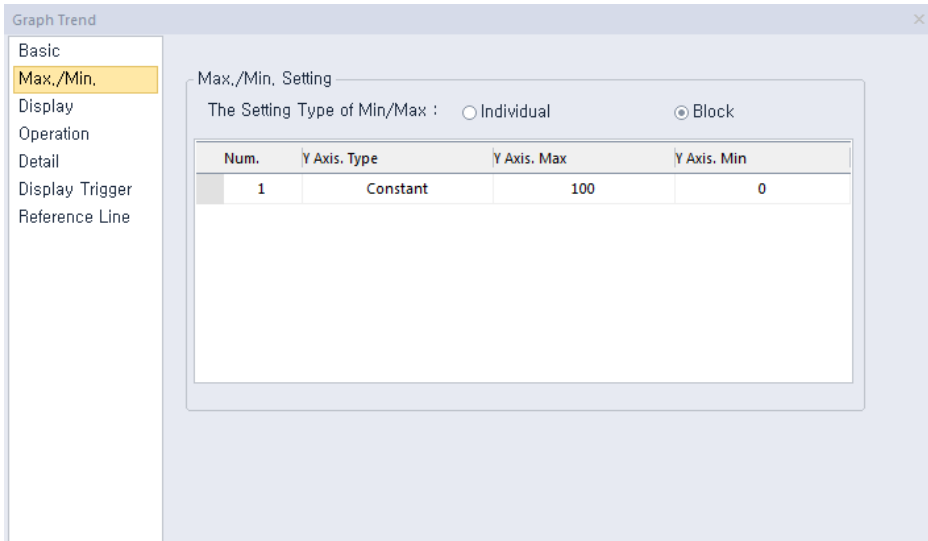 Graph Trend
Basic
Max./Min.
Display
Operation
Detail
Display Trigger
Reference Line
Max./Min. Setting
The Setting Type of Min/Max : Individual Block
Num. Y Axis. Type Y Axis. Max Y Axis. Min
1 Constant 100 0